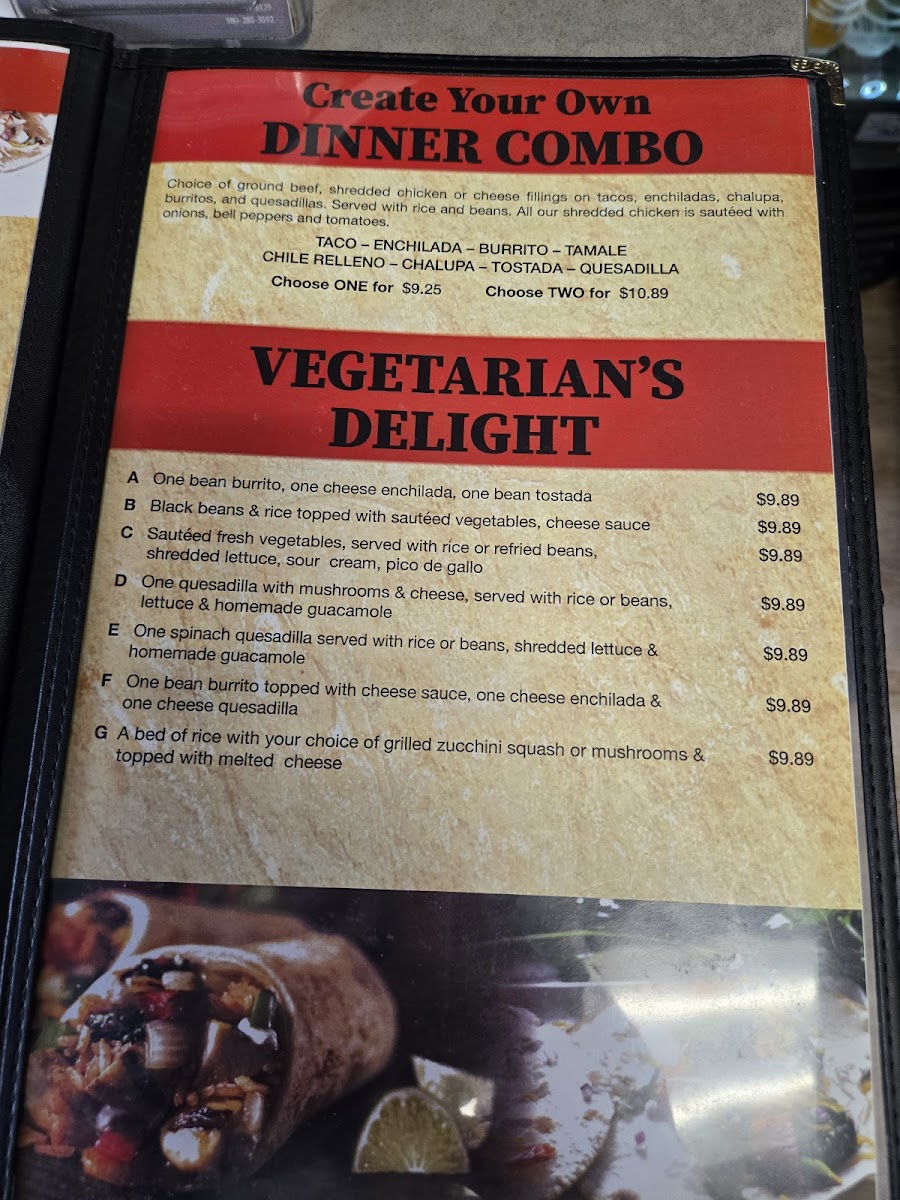 6129
980-285-3592
Create Your Own
DINNER COMBO
Choice of ground beef, shredded chicken or cheese fillings on tacos, enchiladas, chalupa,
burritos, and quesadillas. Served with rice and beans. All our shredded chicken is sautéed with
onions, bell peppers and tomatoes.
TACO – ENCHILADA – BURRITO – TAMALE
CHILE RELLENO – CHALUPA – TOSTADA – QUESADILLA
Choose ONE for $9.25 Choose TWO for $10.89
VEGETARIAN'S
DELIGHT
A One bean burrito, one cheese enchilada, one bean tostada $9.89
B Black beans & rice topped with sautéed vegetables, cheese sauce $9.89
C Sautéed fresh vegetables, served with rice or refried beans, $9.89
shredded lettuce, sour cream, pico de gallo
D One quesadilla with mushrooms & cheese, served with rice or beans, $9.89
lettuce & homemade guacamole
E One spinach quesadilla served with rice or beans, shredded lettuce & $9.89
homemade guacamole
F One bean burrito topped with cheese sauce, one cheese enchilada & $9.89
one cheese quesadilla
G A bed of rice with your choice of grilled zucchini squash or mushrooms & $9.89
topped with melted cheese